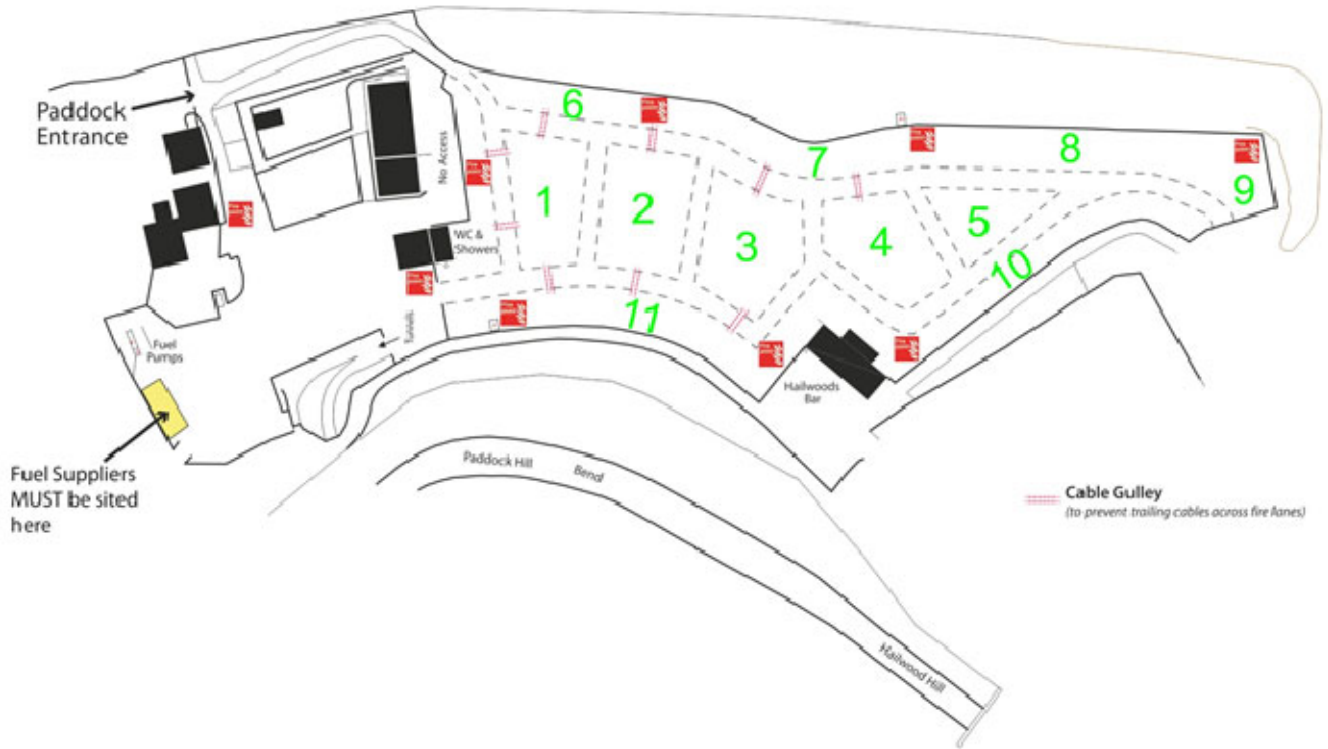 Paddock
Entrance
6
7
8
9
No Access
1
2
3
4
5
10
11
WC &
Showers
Tunnels
Fuel
Pumps
Hailwoods
Bar
Fuel Suppliers
MUST be sited
here
Paddock Hill Bend
Hailwood Hill
Cable Gulley
(to prevent trailing cables across fire lanes)